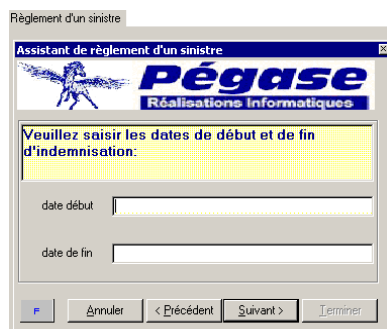 Règlement d'un sinistre
Assistant de règlement d'un sinistre
Pégase
Réalisations Informatiques
Veuillez saisir les dates de début et de fin
d'indemnisation:
date début
date de fin
F
Annuler
< Précédent
Suivant >
Terminer